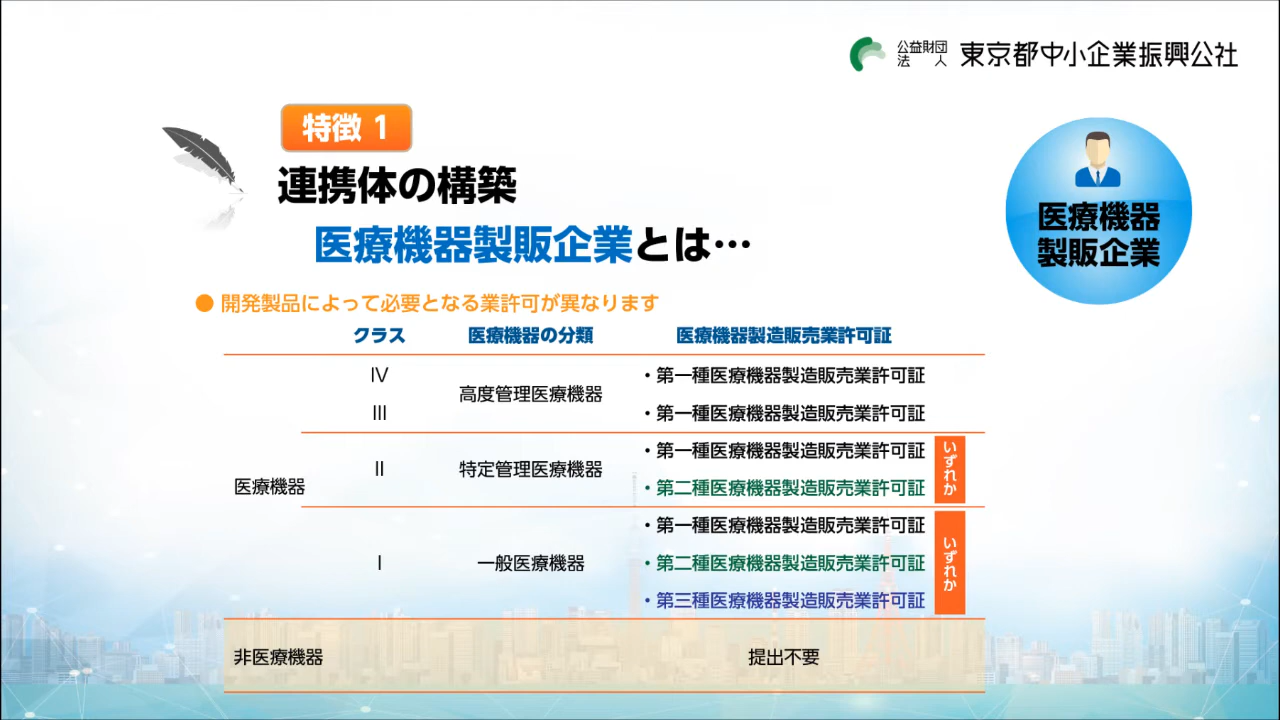 公益財団
法人
東京都中小企業振興公社
特徴 1
連携体の構築
医療機器製販企業とは…
医療機器
製販企業
● 開発製品によって必要となる業許可が異なります
クラス 医療機器の分類 医療機器製造販売業許可証
医療機器
IV 高度管理医療機器 ・第一種医療機器製造販売業許可証
III ・第一種医療機器製造販売業許可証
II 特定管理医療機器 ・第一種医療機器製造販売業許可証
・第二種医療機器製造販売業許可証
いずれか
I 一般医療機器 ・第一種医療機器製造販売業許可証
・第二種医療機器製造販売業許可証
・第三種医療機器製造販売業許可証
いずれか
非医療機器 提出不要